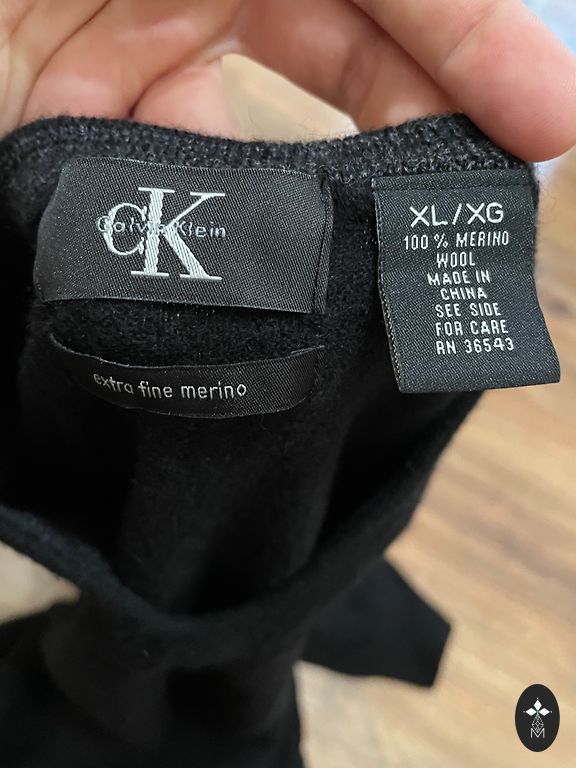 CK
Calvin Klein
extra fine merino
XL/XG
100 % MERINO
WOOL
MADE IN
CHINA
SEE SIDE
FOR CARE
RN 36543
M